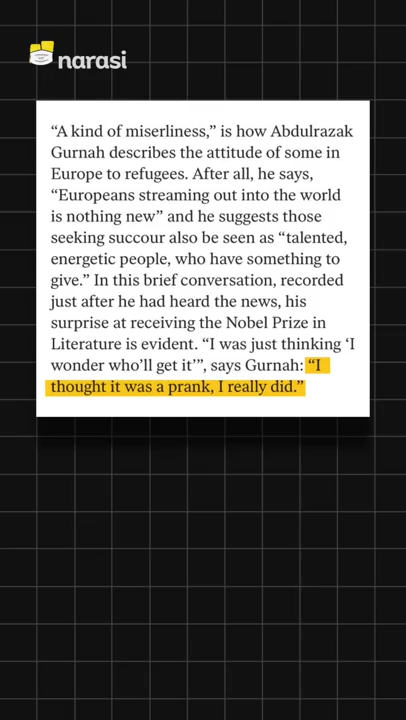 narasi
“A kind of miserliness,” is how Abdulrazak
Gurnah describes the attitude of some in
Europe to refugees. After all, he says,
“Europeans streaming out into the world
is nothing new” and he suggests those
seeking succour also be seen as “talented,
energetic people, who have something to
give.” In this brief conversation, recorded
just after he had heard the news, his
surprise at receiving the Nobel Prize in
Literature is evident. “I was just thinking ‘I
wonder who’ll get it’”, says Gurnah: “I
thought it was a prank, I really did.”